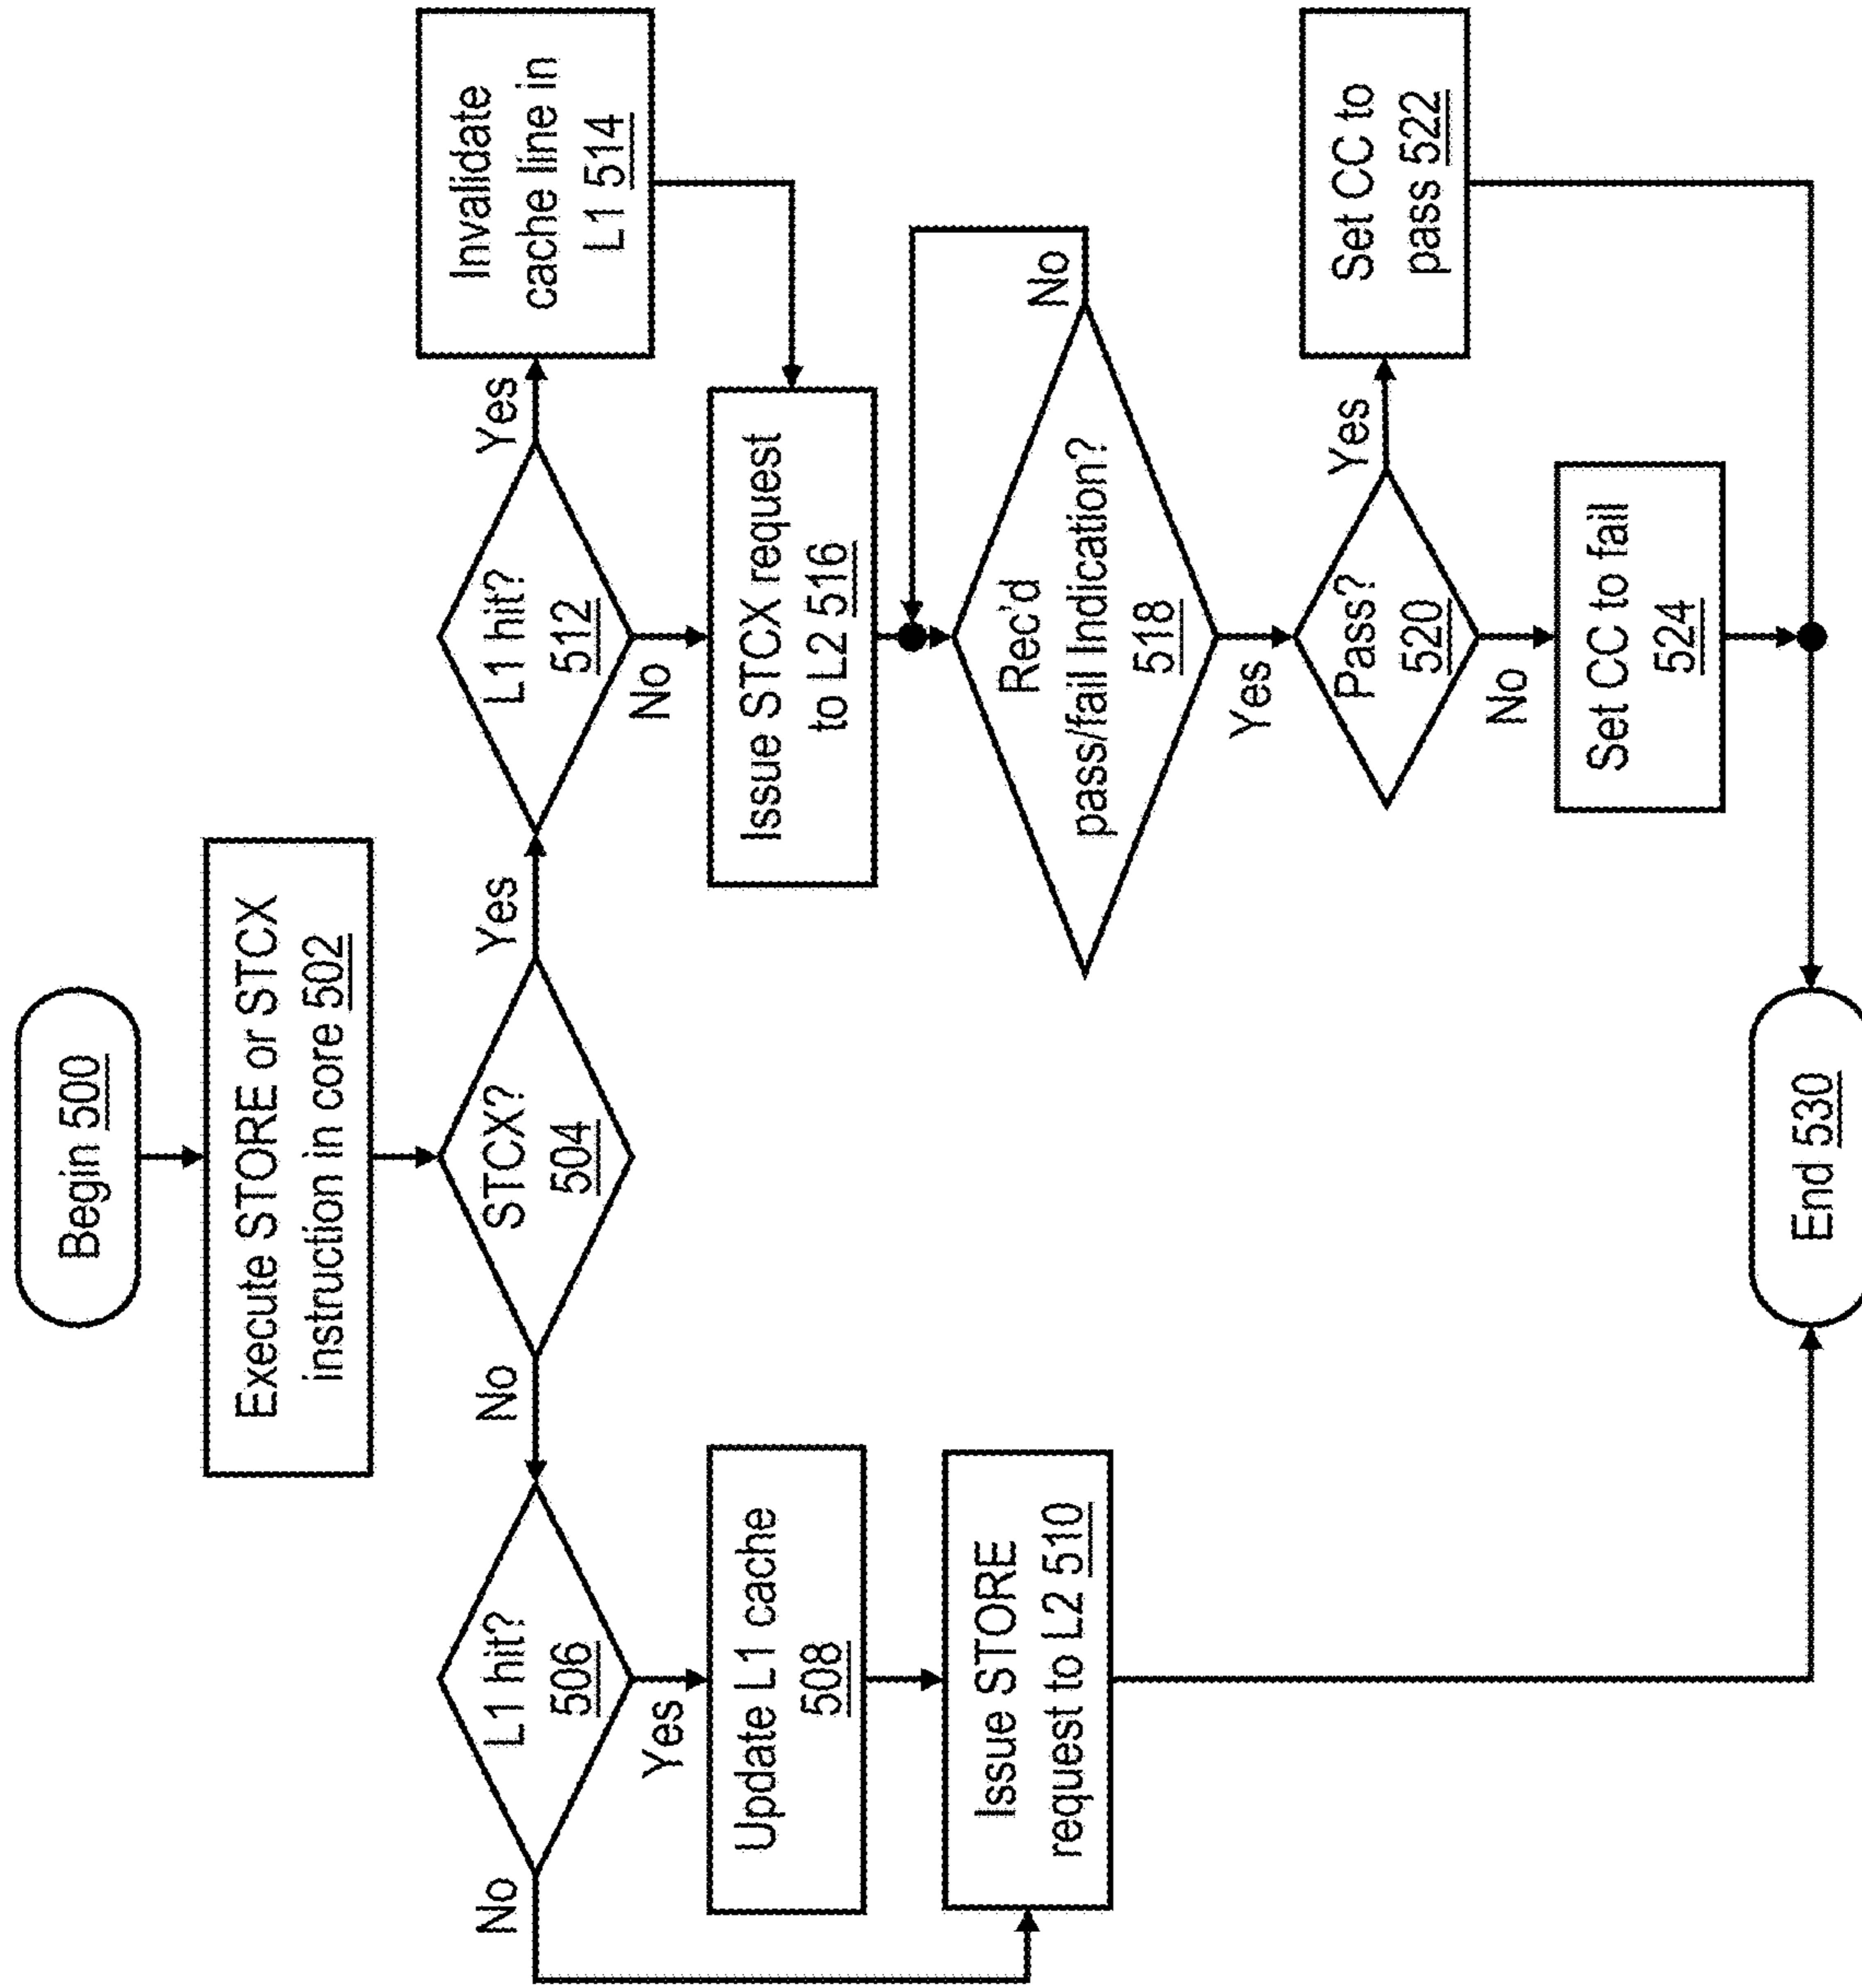 Begin 500
Execute STORE or STCX
instruction in core 502
STCX?
504
No
Yes
L1 hit?
506
No
Yes
Update L1 cache
508
Issue STORE
request to L2 510
L1 hit?
512
Yes
No
Invalidate
cache line in
L1 514
Issue STCX request
to L2 516
Rec'd
pass/fail Indication?
518
No
Yes
Pass?
520
Yes
No
Set CC to
pass 522
Set CC to fail
524
End 530